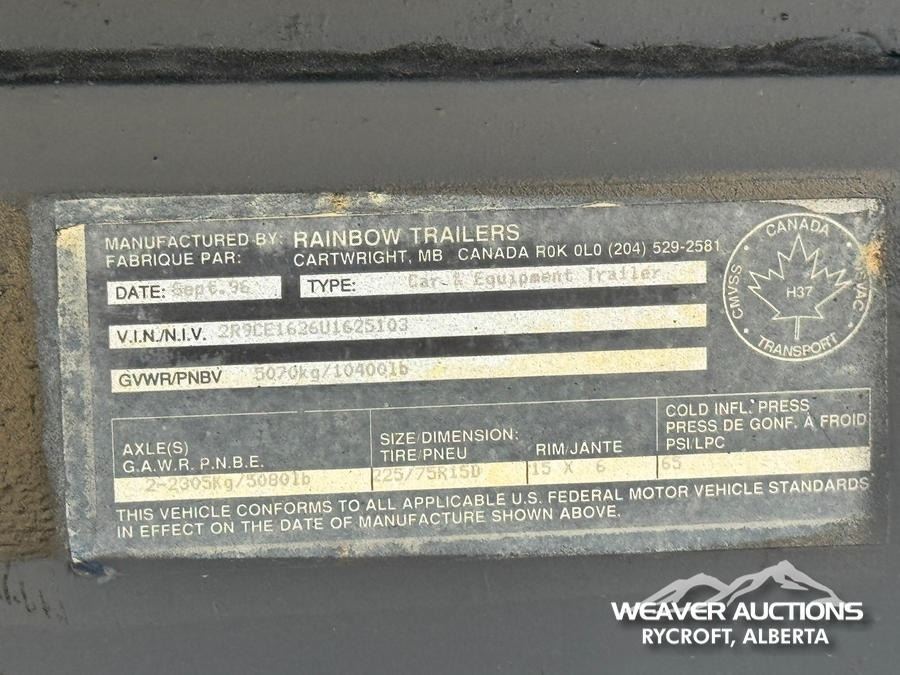 MANUFACTURED BY: RAINBOW TRAILERS
FABRIQUE PAR: CARTWRIGHT, MB CANADA R0K 0L0 (204) 529-2581
DATE: Sept.96 TYPE: Car & Equipment Trailer
V.I.N./N.I.V. 2R9CE1626U1625103
GVWR/PNBV 5070kg/10400lb
CANADA
CMVSS
H37
TRANSPORT
AXLE(S)
G.A.W.R. P.N.B.E.
2-2305Kg/5080lb
SIZE/DIMENSION:
TIRE/PNEU RIM/JANTE
225/75R15D 15 X 6
COLD INFL. PRESS
PRESS DE GONF. À FROID
PSI/LPC
65
THIS VEHICLE CONFORMS TO ALL APPLICABLE U.S. FEDERAL MOTOR VEHICLE STANDARDS
IN EFFECT ON THE DATE OF MANUFACTURE SHOWN ABOVE.
WEAVER AUCTIONS
RYCROFT, ALBERTA